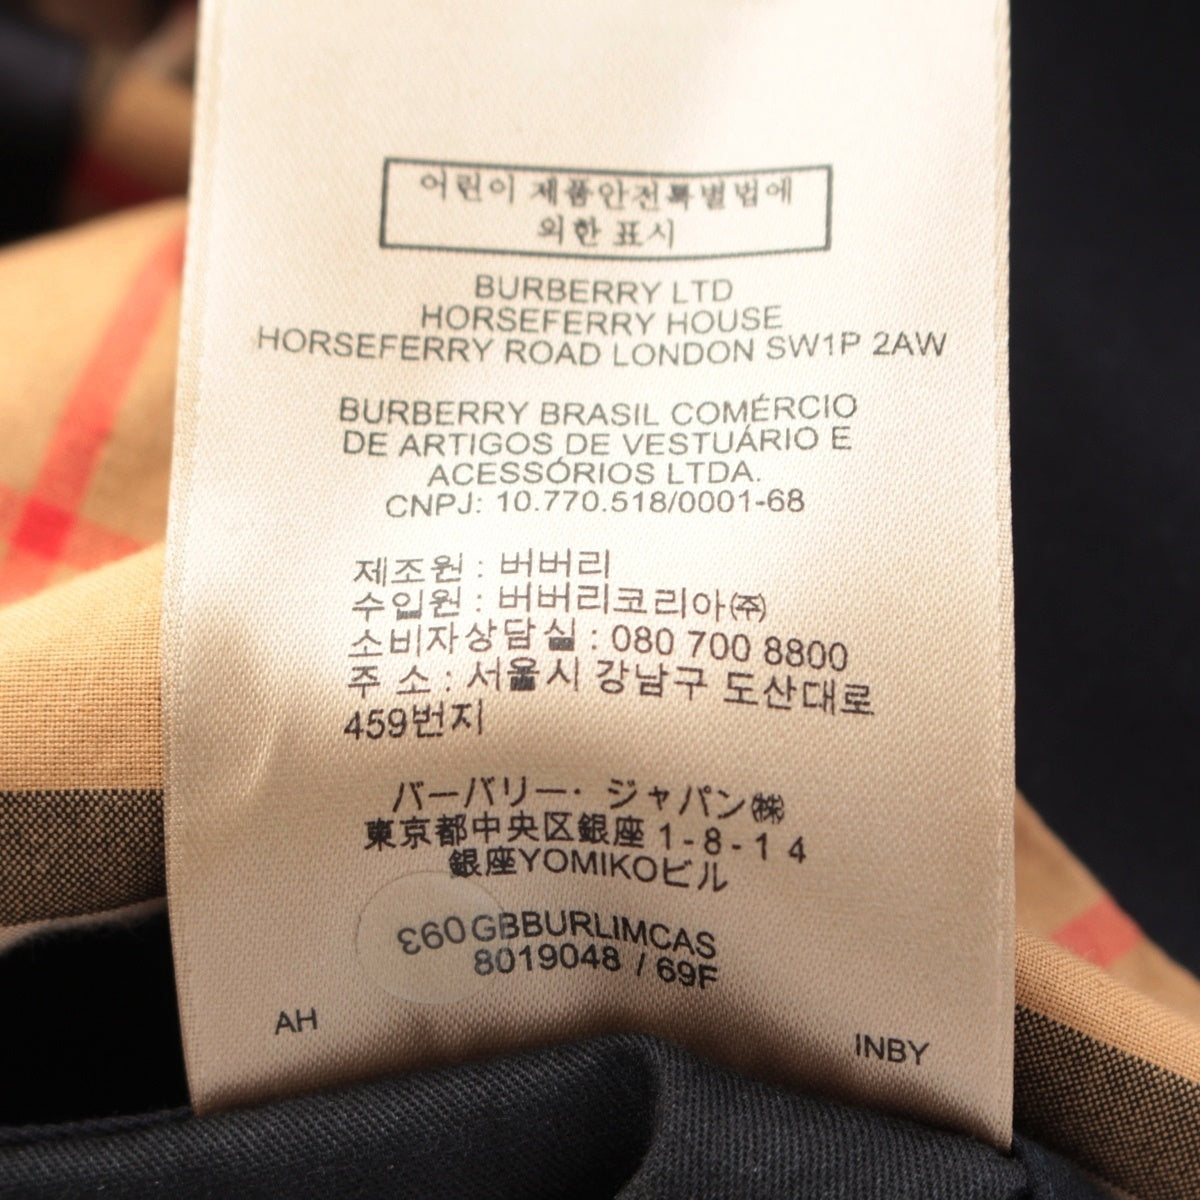 어린이 제품안전특별법에
의한 표시
BURBERRY LTD
HORSEFERRY HOUSE
HORSEFERRY ROAD LONDON SW1P 2AW
BURBERRY BRASIL COMÉRCIO
DE ARTIGOS DE VESTUÁRIO E
ACESSÓRIOS LTDA.
CNPJ: 10.770.518/0001-68
제조원 : 버버리
수입원 : 버버리코리아㈜
소비자상담실 : 080 700 8800
주 소 : 서울시 강남구 도산대로
459번지
バーバリー・ジャパン㈱
東京都中央区銀座 1-8-14
銀座YOMIKOビル
GBBURLIMCAS
8019048 / 69F
AH
INBY